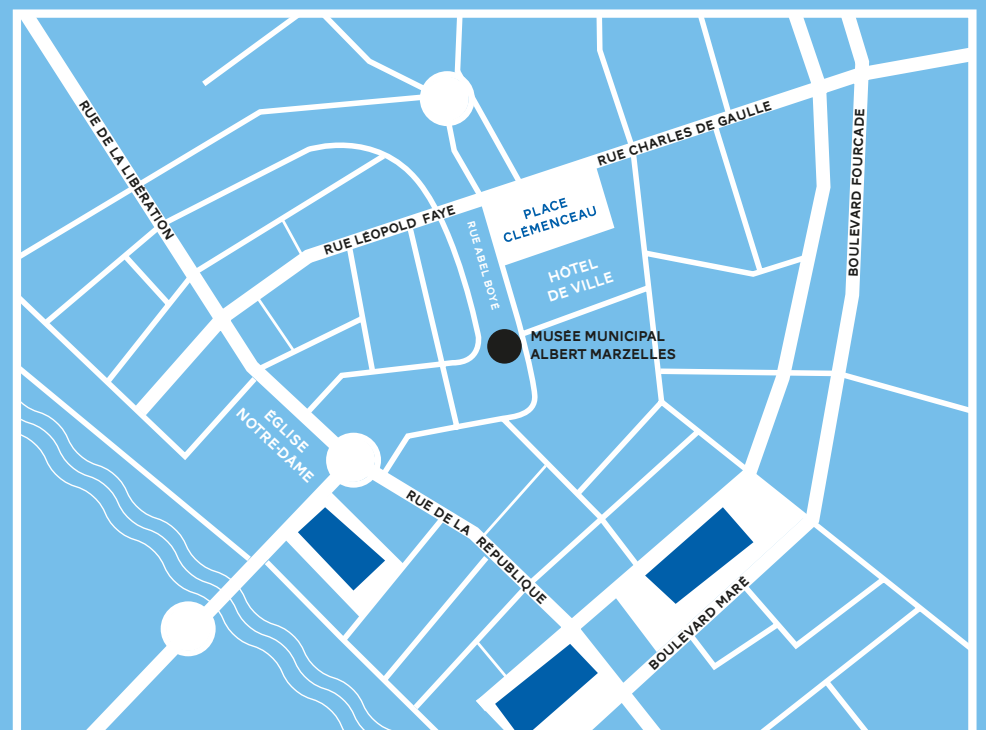 RUE DE LA LIBÉRATION
RUE CHARLES DE GAULLE
BOULEVARD FOURCADE
PLACE
CLÉMENCEAU
RUE LÉOPOLD FAYE
RUE ABEL BOYÉ
HÔTEL
DE VILLE
MUSÉE MUNICIPAL
ALBERT MARZELLES
ÉGLISE
NOTRE-DAME
RUE DE LA RÉPUBLIQUE
BOULEVARD MARÉ